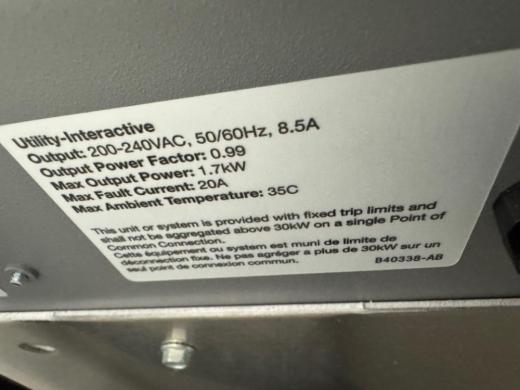 Utility-Interactive
Output: 200-240VAC, 50/60Hz, 8.5A
Output Power Factor: 0.99
Max Output Power: 1.7kW
Max Fault Current: 20A
Max Ambient Temperature: 35C
This unit or system is provided with fixed trip limits and
shall not be aggregated above 30kW on a single Point of
Common Connection.
Cette équipement ou system est muni de limite de
déconnection fixe. Ne pas agréger a plus de 30kW sur un
seul point de connexion commun.
B40338-AB